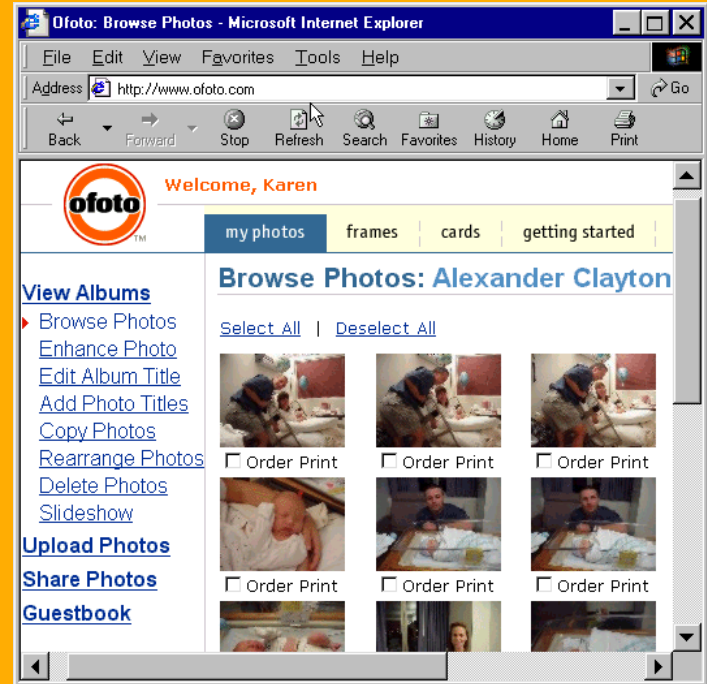 Ofoto: Browse Photos - Microsoft Internet Explorer
File Edit View Favorites Tools Help
Address http://www.ofoto.com Go
Back Forward Stop Refresh Search Favorites History Home Print
ofoto TM
Welcome, Karen
my photos frames cards getting started
Browse Photos: Alexander Clayton
Select All | Deselect All
View Albums
Browse Photos
Enhance Photo
Edit Album Title
Add Photo Titles
Copy Photos
Rearrange Photos
Delete Photos
Slideshow
Upload Photos
Share Photos
Guestbook
Order Print Order Print Order Print
Order Print Order Print Order Print